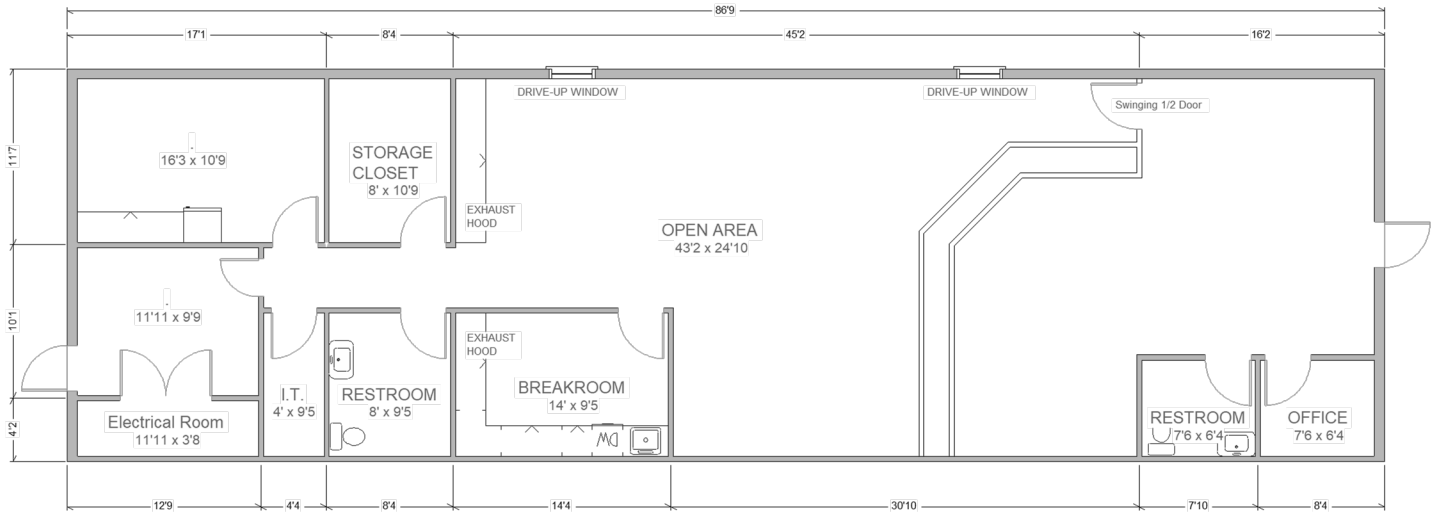 86'9
17'1
8'4
45'2
16'2
DRIVE-UP WINDOW
DRIVE-UP WINDOW
Swinging 1/2 Door
11'7
16'3 x 10'9
STORAGE
CLOSET
8' x 10'9
EXHAUST
HOOD
OPEN AREA
43'2 x 24'10
10'1
11'11 x 9'9
EXHAUST
HOOD
I.T.
4' x 9'5
RESTROOM
8' x 9'5
BREAKROOM
14' x 9'5
DW
4'2
Electrical Room
11'11 x 3'8
RESTROOM
7'6 x 6'4
OFFICE
7'6 x 6'4
12'9
4'4
8'4
14'4
30'10
7'10
8'4